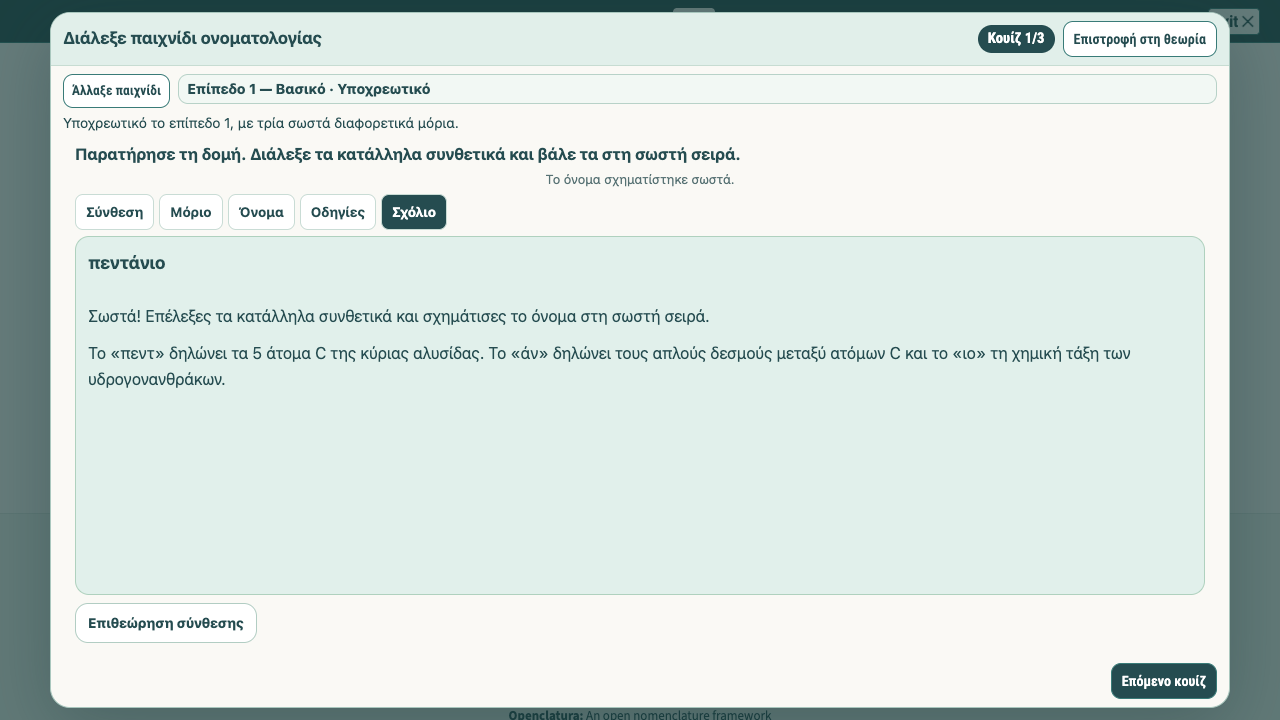 Διάλεξε παιχνίδι ονοματολογίας
Κουίζ 1/3
Επιστροφή στη θεωρία
Άλλαξε παιχνίδι
Επίπεδο 1 — Βασικό · Υποχρεωτικό
Υποχρεωτικό το επίπεδο 1, με τρία σωστά διαφορετικά μόρια.
Παρατήρησε τη δομή. Διάλεξε τα κατάλληλα συνθετικά και βάλε τα στη σωστή σειρά.
Το όνομα σχηματίστηκε σωστά.
Σύνθεση
Μόριο
Όνομα
Οδηγίες
Σχόλιο
πεντάνιο
Σωστά! Επέλεξες τα κατάλληλα συνθετικά και σχημάτισες το όνομα στη σωστή σειρά.
Το «πεντ» δηλώνει τα 5 άτομα C της κύριας αλυσίδας. Το «άν» δηλώνει τους απλούς δεσμούς μεταξύ ατόμων C και το «ιο» τη χημική τάξη των
υδρογονανθράκων.
Επιθεώρηση σύνθεσης
Επόμενο κουίζ
Openclatura: An open nomenclature framework